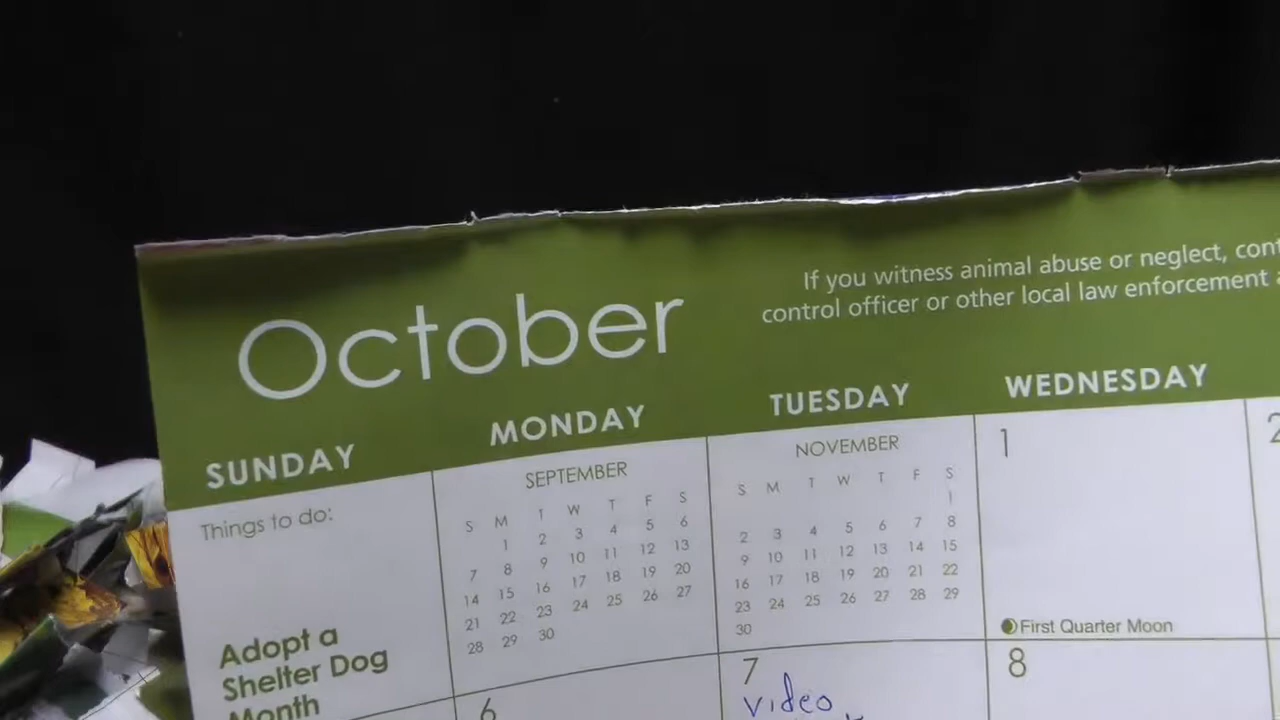 October
If you witness animal abuse or neglect,
control officer or other local law enforcement
SUNDAY MONDAY TUESDAY WEDNESDAY
Things to do:
Adopt a
Shelter Dog
Month
SEPTEMBER
S M T W T F S
1 2 3 4 5 6
7 8 9 10 11 12 13
14 15 16 17 18 19 20
21 22 23 24 25 26 27
28 29 30
NOVEMBER
S M T W T F S
1
2 3 4 5 6 7 8
9 10 11 12 13 14 15
16 17 18 19 20 21 22
23 24 25 26 27 28 29
30
1
First Quarter Moon
2
6
7
video
8